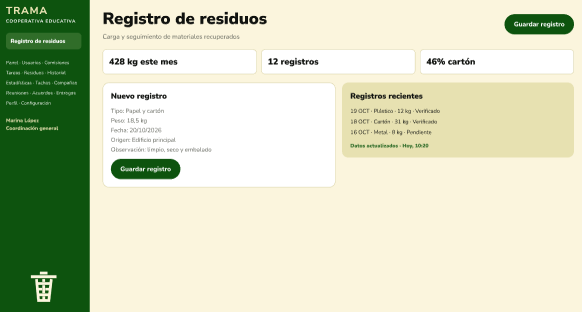 TRAMA
COOPERATIVA EDUCATIVA
Registro de residuos
Panel · Usuarios · Comisiones
Tareas · Residuos · Historial
Estadísticas · Tachos · Campañas
Reuniones · Acuerdos · Entregas
Perfil · Configuración
Marina López
Coordinación general
Registro de residuos
Carga y seguimiento de materiales recuperados
Guardar registro
428 kg este mes
12 registros
46% cartón
Nuevo registro
Tipo: Papel y cartón
Peso: 18,5 kg
Fecha: 20/10/2026
Origen: Edificio principal
Observación: limpio, seco y embalado
Guardar registro
Registros recientes
19 OCT · Plástico · 12 kg · Verificado
18 OCT · Cartón · 31 kg · Verificado
16 OCT · Metal · 8 kg · Pendiente
Datos actualizados · Hoy, 10:20